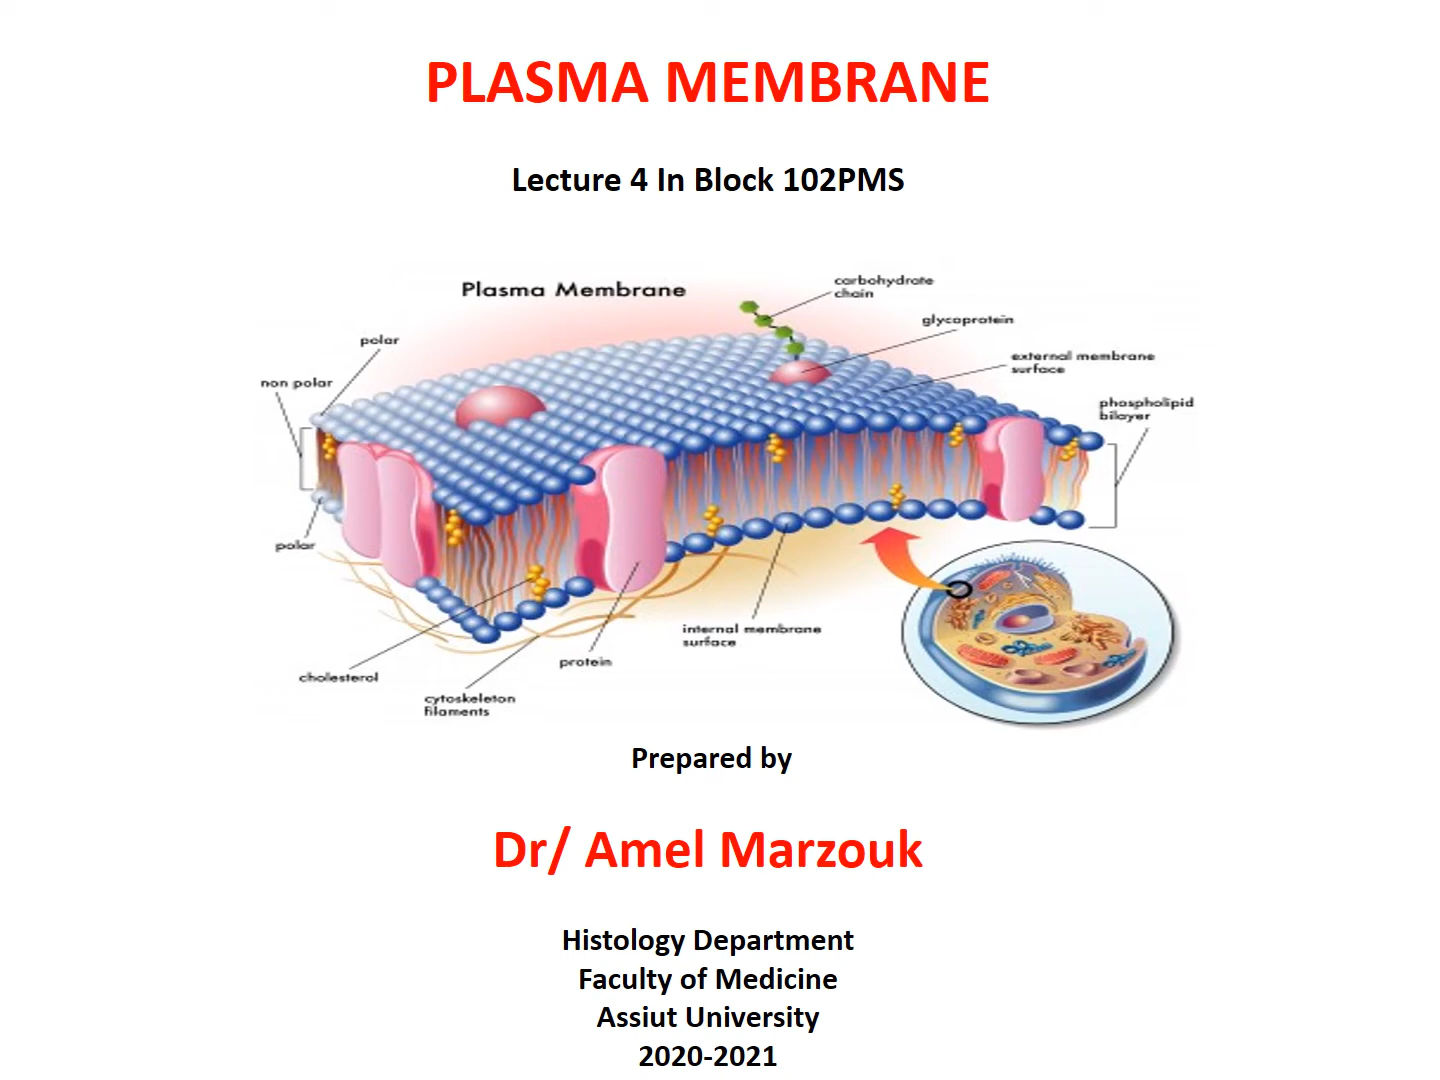 PLASMA MEMBRANE
Lecture 4 In Block 102PMS
Plasma Membrane
carbohydrate
chain
glycoprotein
polar
external membrane
surface
non polar
phospholipid
bilayer
polar
internal membrane
surface
protein
cholesterol
cytoskeleton
filaments
Prepared by
Dr/ Amel Marzouk
Histology Department
Faculty of Medicine
Assiut University
2020-2021